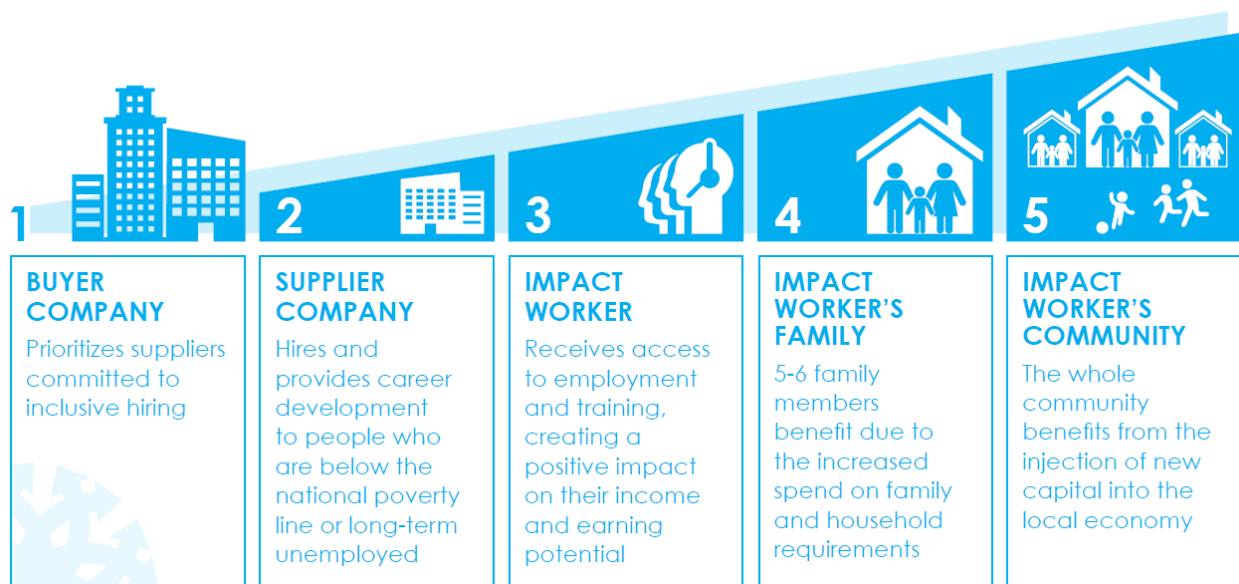 1
BUYER
COMPANY
Prioritizes suppliers
committed to
inclusive hiring
2
SUPPLIER
COMPANY
Hires and
provides career
development
to people who
are below the
national poverty
line or long-term
unemployed
3
IMPACT
WORKER
Receives access
to employment
and training,
creating a
positive impact
on their income
and earning
potential
4
IMPACT
WORKER'S
FAMILY
5-6 family
members
benefit due to
the increased
spend on family
and household
requirements
5
IMPACT
WORKER'S
COMMUNITY
The whole
community
benefits from the
injection of new
capital into the
local economy